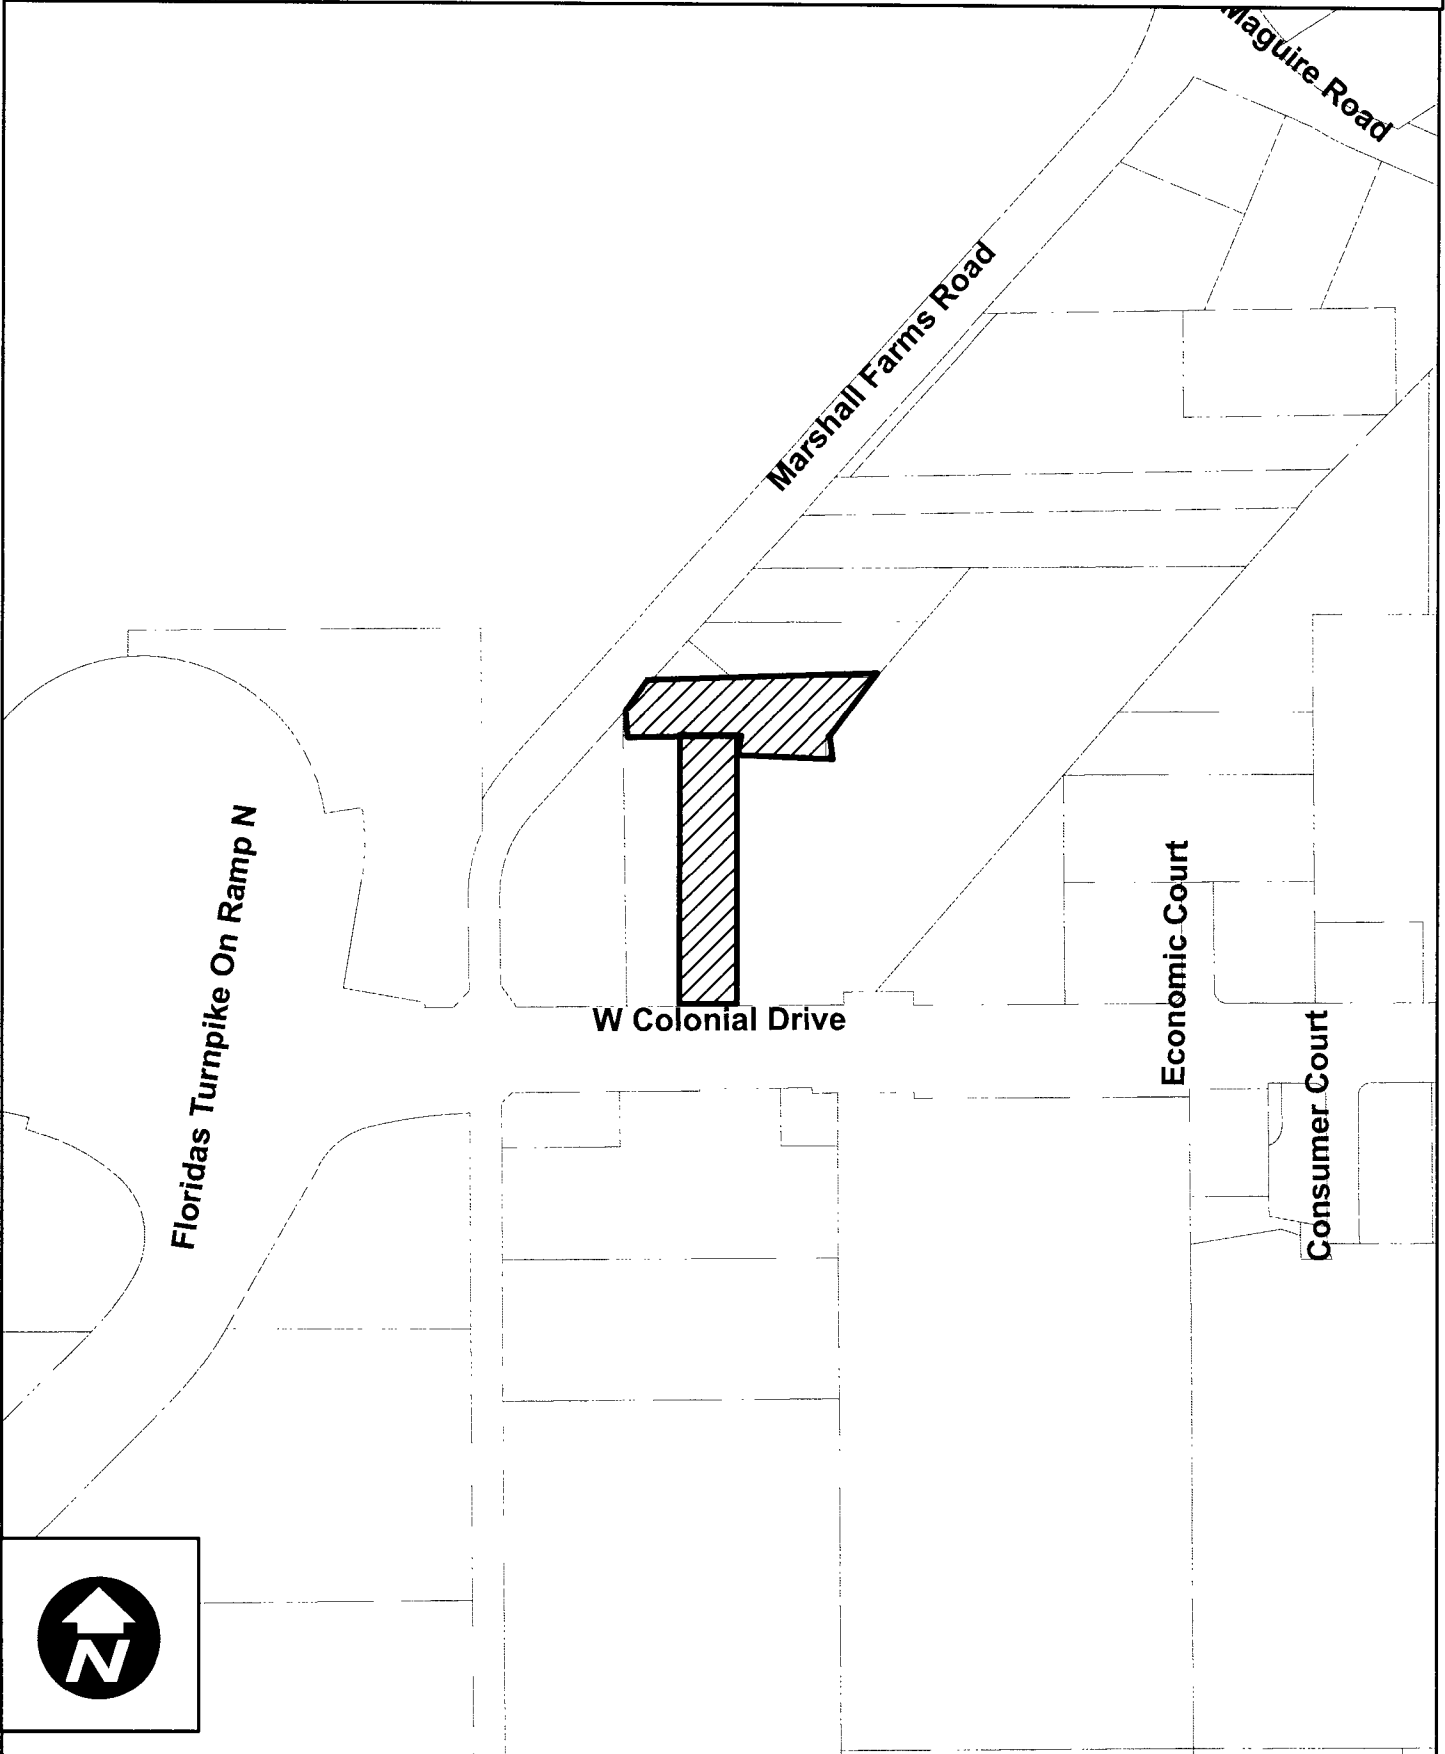 Maguire Road
Marshall Farms Road
Floridas Turnpike On Ramp N
W Colonial Drive
Economic Court
Consumer Court
N